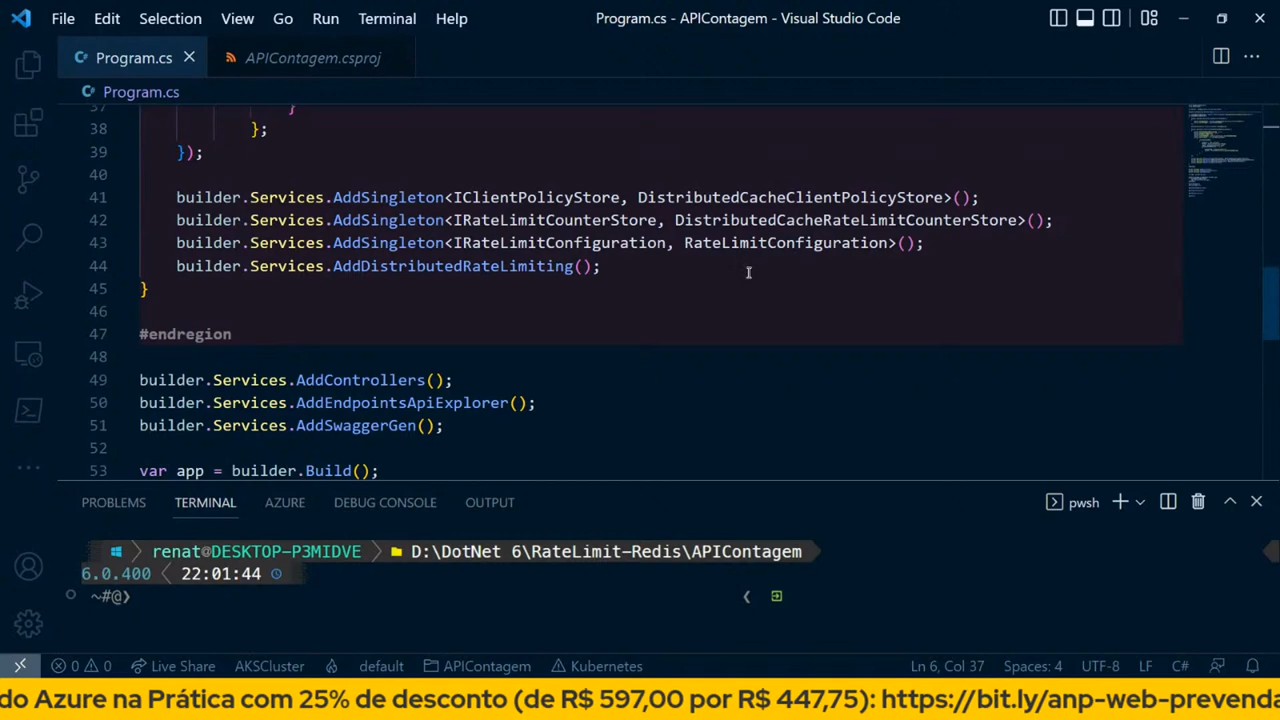 File Edit Selection View Go Run Terminal Help Program.cs - APIContagem - Visual Studio Code
Program.cs APIContagem.csproj
Program.cs
37 }
38 };
39 });
40
41 builder.Services.AddSingleton<IClientPolicyStore, DistributedCacheClientPolicyStore>();
42 builder.Services.AddSingleton<IRateLimitCounterStore, DistributedCacheRateLimitCounterStore>();
43 builder.Services.AddSingleton<IRateLimitConfiguration, RateLimitConfiguration>();
44 builder.Services.AddDistributedRateLimiting();
45 }
46
47 #endregion
48
49 builder.Services.AddControllers();
50 builder.Services.AddEndpointsApiExplorer();
51 builder.Services.AddSwaggerGen();
52
53 var app = builder.Build();
PROBLEMS TERMINAL AZURE DEBUG CONSOLE OUTPUT pwsh
renat@DESKTOP-P3MIDVE D:\DotNet 6\RateLimit-Redis\APIContagem
6.0.400 22:01:44
~#@❯
0 0 Live Share AKSCluster default APIContagem Kubernetes Ln 6, Col 37 Spaces: 4 UTF-8 LF C#
do Azure na Prática com 25% de desconto (de R$ 597,00 por R$ 447,75): https://bit.ly/anp-web-prevenda